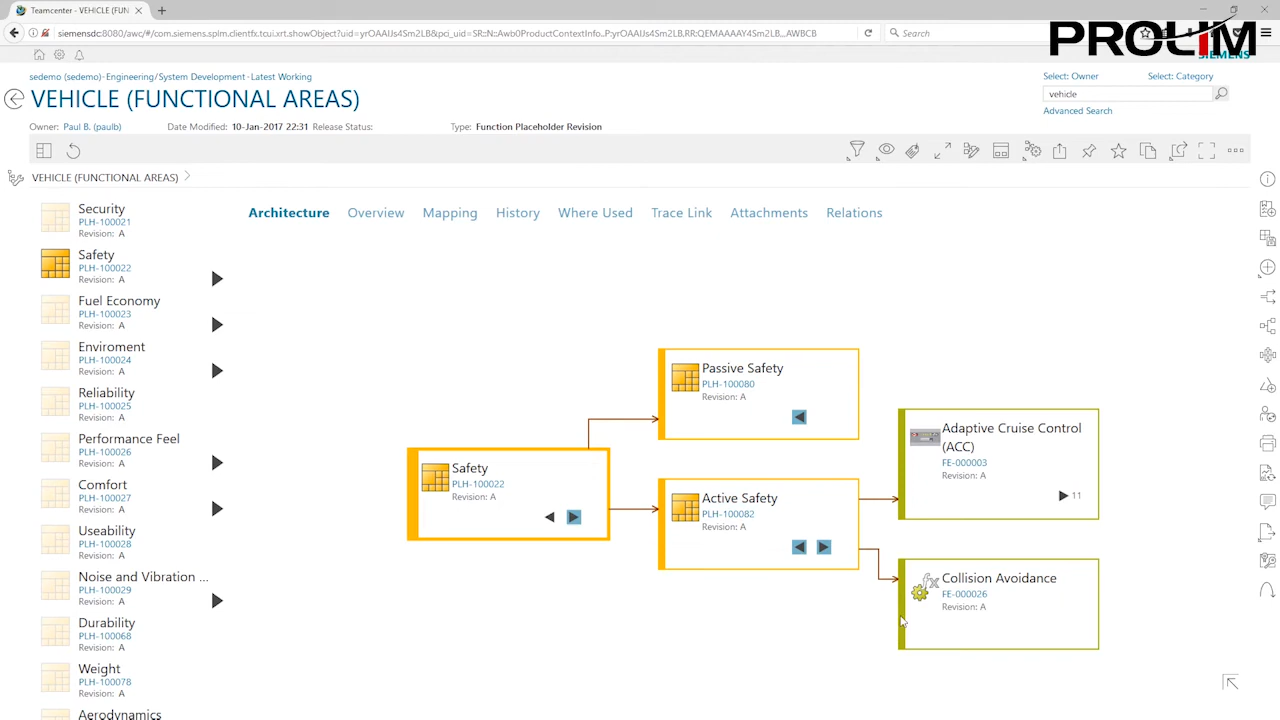 Teamcenter - VEHICLE (FUN
siemensdc:8080/awc/#/com.siemens.splm.clientfx.tcui.xrt.showObject?uid=yrOAAIJs4Sm2LB&pci_uid=SR::N::Awb0ProductContextInfo..P:yrOAAIJs4Sm2LB,RR:QEMAAAAY4Sm2LB,...,AWBCB
Search
PROLIM
SIEMENS
sedemo (sedemo)-Engineering/System Development-Latest Working
VEHICLE (FUNCTIONAL AREAS)
Select: Owner
Select: Category
vehicle
Advanced Search
Owner: Paul B. (paulb) Date Modified: 10-Jan-2017 22:31 Release Status: Type: Function Placeholder Revision
VEHICLE (FUNCTIONAL AREAS)
Architecture Overview Mapping History Where Used Trace Link Attachments Relations
Security
PLH-100021
Revision: A
Safety
PLH-100022
Revision: A
Fuel Economy
PLH-100023
Revision: A
Enviroment
PLH-100024
Revision: A
Reliability
PLH-100025
Revision: A
Performance Feel
PLH-100026
Revision: A
Comfort
PLH-100027
Revision: A
Useability
PLH-100028
Revision: A
Noise and Vibration ...
PLH-100029
Revision: A
Durability
PLH-100068
Revision: A
Weight
PLH-100078
Revision: A
Aerodynamics
Safety
PLH-100022
Revision: A
Passive Safety
PLH-100080
Revision: A
Active Safety
PLH-100082
Revision: A
Adaptive Cruise Control
(ACC)
FE-000003
Revision: A
11
Collision Avoidance
FE-000026
Revision: A